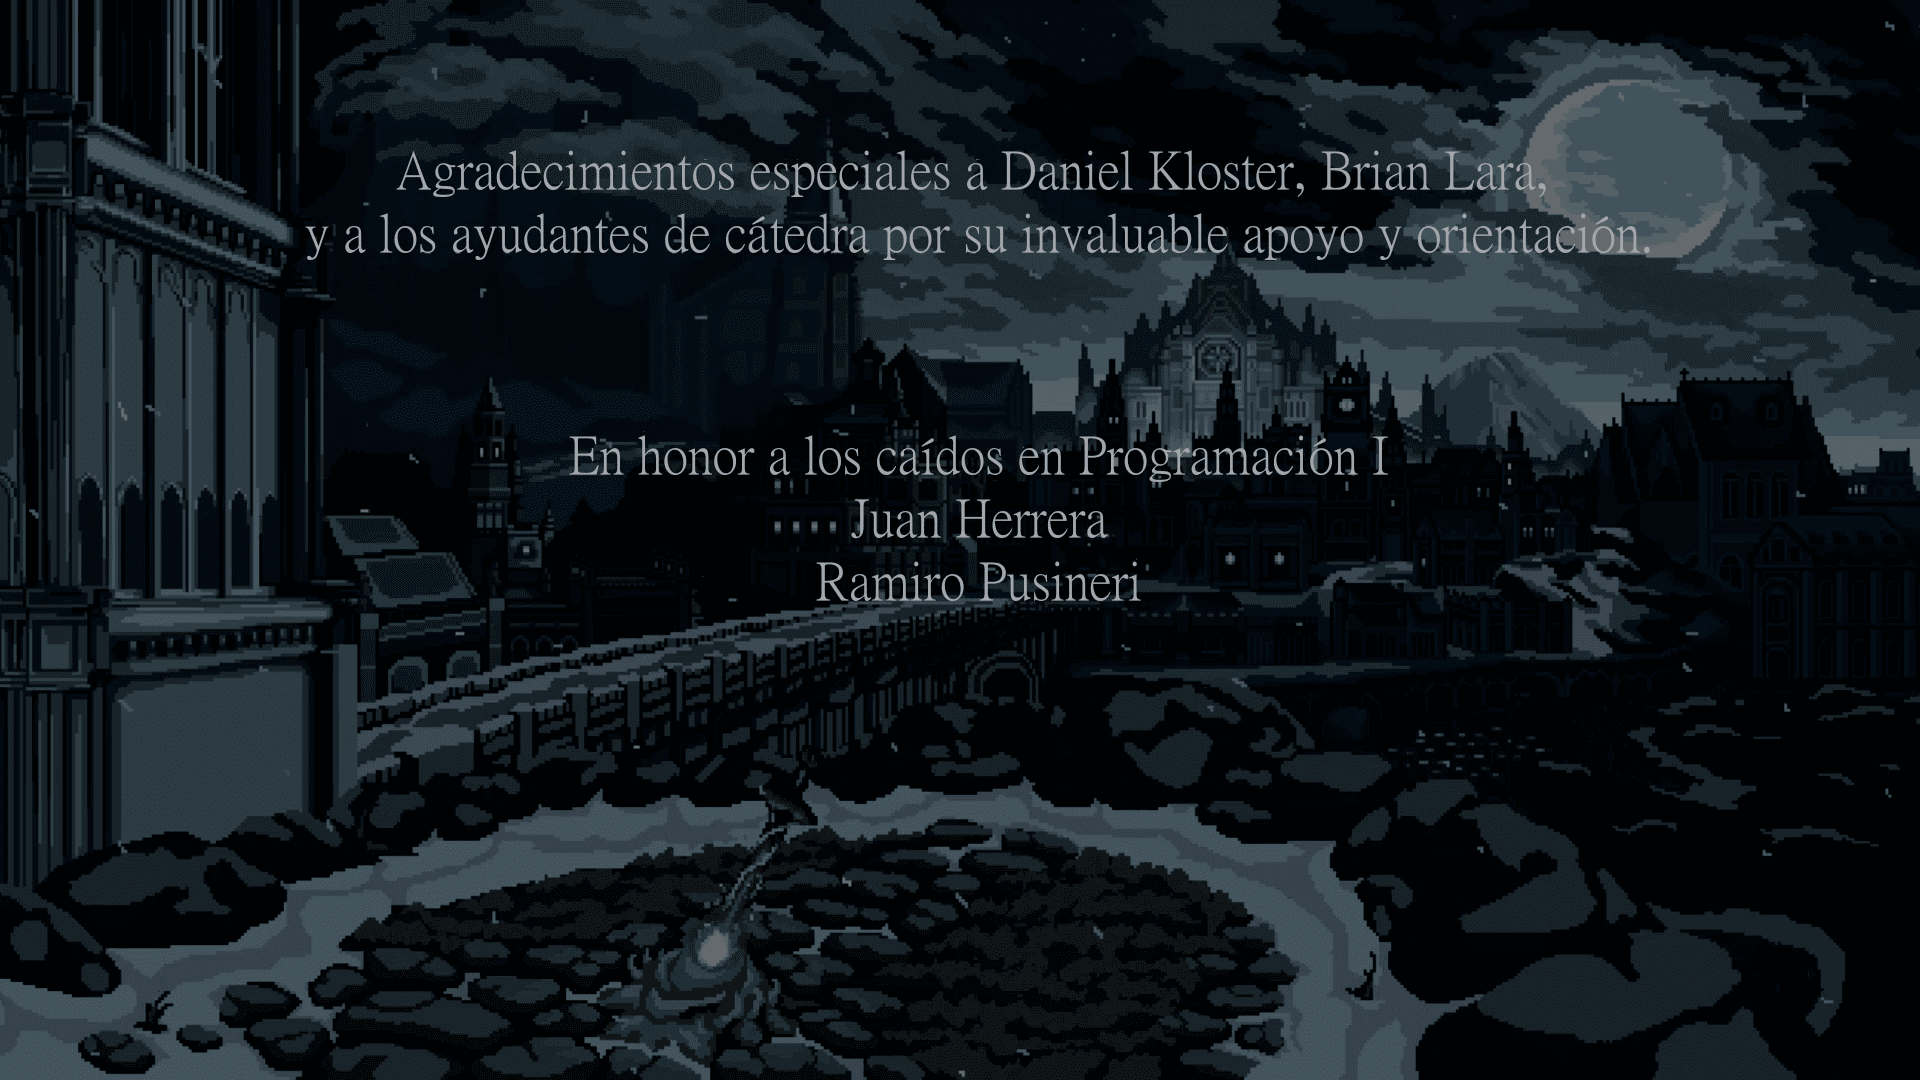 Agradecimientos especiales a Daniel Kloster, Brian Lara,
y a los ayudantes de cátedra por su invaluable apoyo y orientación.
En honor a los caídos en Programación I
Juan Herrera
Ramiro Pusineri